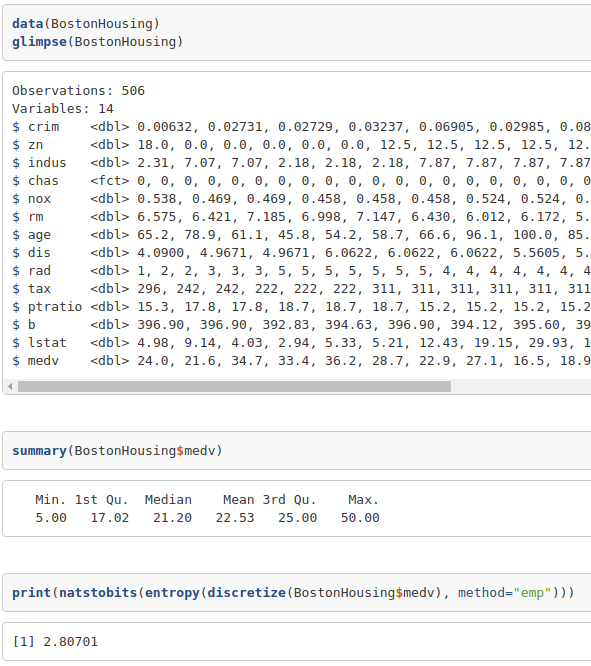 data(BostonHousing)
glimpse(BostonHousing)
Observations: 506
Variables: 14
$ crim    <dbl> 0.00632, 0.02731, 0.02729, 0.03237, 0.06905, 0.02985, 0.08
$ zn      <dbl> 18.0, 0.0, 0.0, 0.0, 0.0, 0.0, 12.5, 12.5, 12.5, 12.5, 12.
$ indus   <dbl> 2.31, 7.07, 7.07, 2.18, 2.18, 2.18, 7.87, 7.87, 7.87, 7.87
$ chas    <fct> 0, 0, 0, 0, 0, 0, 0, 0, 0, 0, 0, 0, 0, 0, 0, 0, 0, 0, 0, 0
$ nox     <dbl> 0.538, 0.469, 0.469, 0.458, 0.458, 0.458, 0.524, 0.524, 0.
$ rm      <dbl> 6.575, 6.421, 7.185, 6.998, 7.147, 6.430, 6.012, 6.172, 5.
$ age     <dbl> 65.2, 78.9, 61.1, 45.8, 54.2, 58.7, 66.6, 96.1, 100.0, 85.
$ dis     <dbl> 4.0900, 4.9671, 4.9671, 6.0622, 6.0622, 6.0622, 5.5605, 5.
$ rad     <dbl> 1, 2, 2, 3, 3, 3, 5, 5, 5, 5, 5, 5, 5, 4, 4, 4, 4, 4, 4, 4
$ tax     <dbl> 296, 242, 242, 222, 222, 222, 311, 311, 311, 311, 311, 311
$ ptratio <dbl> 15.3, 17.8, 17.8, 18.7, 18.7, 18.7, 15.2, 15.2, 15.2, 15.2
$ b       <dbl> 396.90, 396.90, 392.83, 394.63, 396.90, 394.12, 395.60, 39
$ lstat   <dbl> 4.98, 9.14, 4.03, 2.94, 5.33, 5.21, 12.43, 19.15, 29.93, 1
$ medv    <dbl> 24.0, 21.6, 34.7, 33.4, 36.2, 28.7, 22.9, 27.1, 16.5, 18.9
summary(BostonHousing$medv)
Min. 1st Qu.  Median    Mean 3rd Qu.    Max.
5.00   17.02   21.20   22.53   25.00   50.00
print(natstobits(entropy(discretize(BostonHousing$medv), method="emp")))
[1] 2.80701